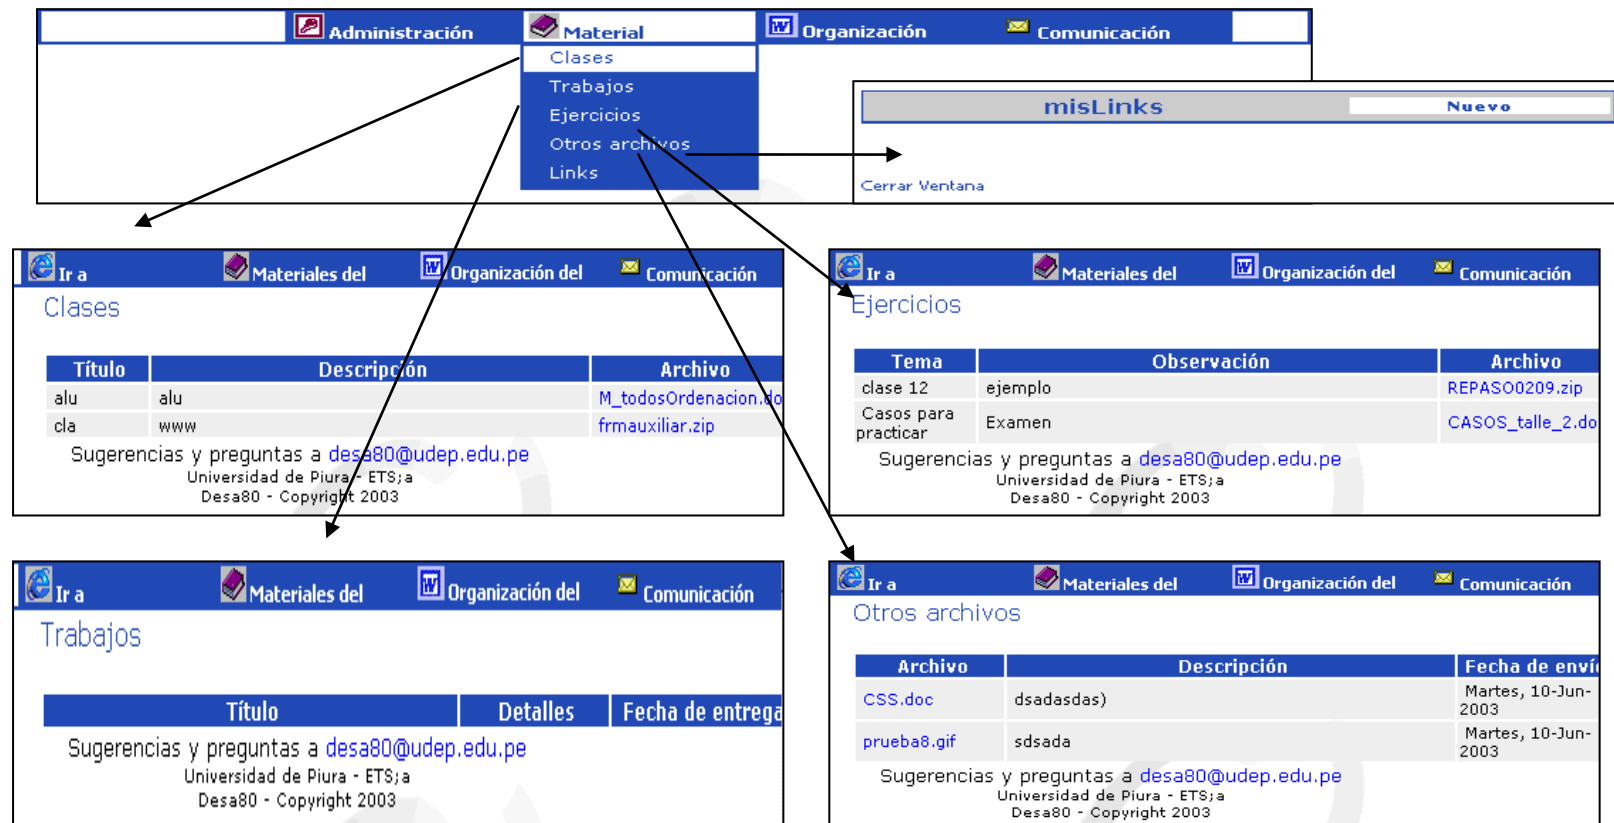 Administración Material Organización Comunicación
Clases
Trabajos
Ejercicios
Otros archivos
Links
misLinks Nuevo
Cerrar Ventana
Ir a Materiales del Organización del Comunicación
Clases
Título Descripción Archivo
alu alu M_todosOrdenacion.do
cla www frmauxiliar.zip
Sugerencias y preguntas a desa80@udep.edu.pe
Universidad de Piura - ETS;a
Desa80 - Copyright 2003
Ir a Materiales del Organización del Comunicación
Ejercicios
Tema Observación Archivo
clase 12 ejemplo REPASO0209.zip
Casos para
practicar Examen CASOS_talle_2.do
Sugerencias y preguntas a desa80@udep.edu.pe
Universidad de Piura - ETS;a
Desa80 - Copyright 2003
Ir a Materiales del Organización del Comunicación
Trabajos
Título Detalles Fecha de entrega
Sugerencias y preguntas a desa80@udep.edu.pe
Universidad de Piura - ETS;a
Desa80 - Copyright 2003
Ir a Materiales del Organización del Comunicación
Otros archivos
Archivo Descripción Fecha de envío
CSS.doc dsadasdas) Martes, 10-Jun-
2003
prueba8.gif sdsada Martes, 10-Jun-
2003
Sugerencias y preguntas a desa80@udep.edu.pe
Universidad de Piura - ETS;a
Desa80 - Copyright 2003